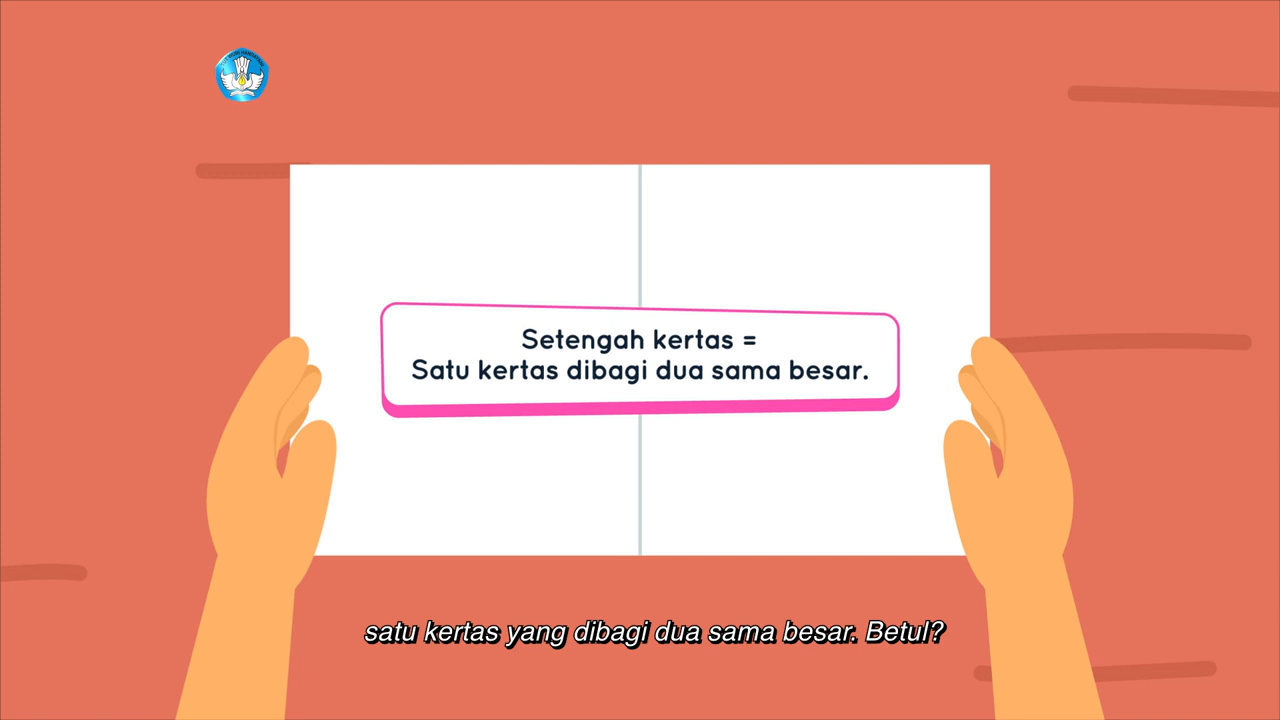 Setengah kertas =
Satu kertas dibagi dua sama besar.
satu kertas yang dibagi dua sama besar. Betul?